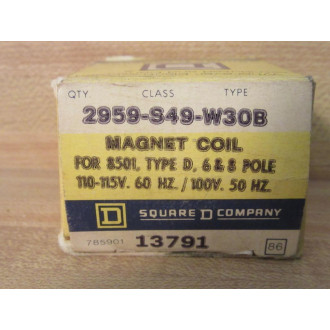 QTY CLASS TYPE
2959-S49-W30B
MAGNET COIL
FOR 8501, TYPE D, 6 & 8 POLE
110-115V. 60 HZ. / 100V. 50 HZ.
D SQUARE D COMPANY
785901 13791 86